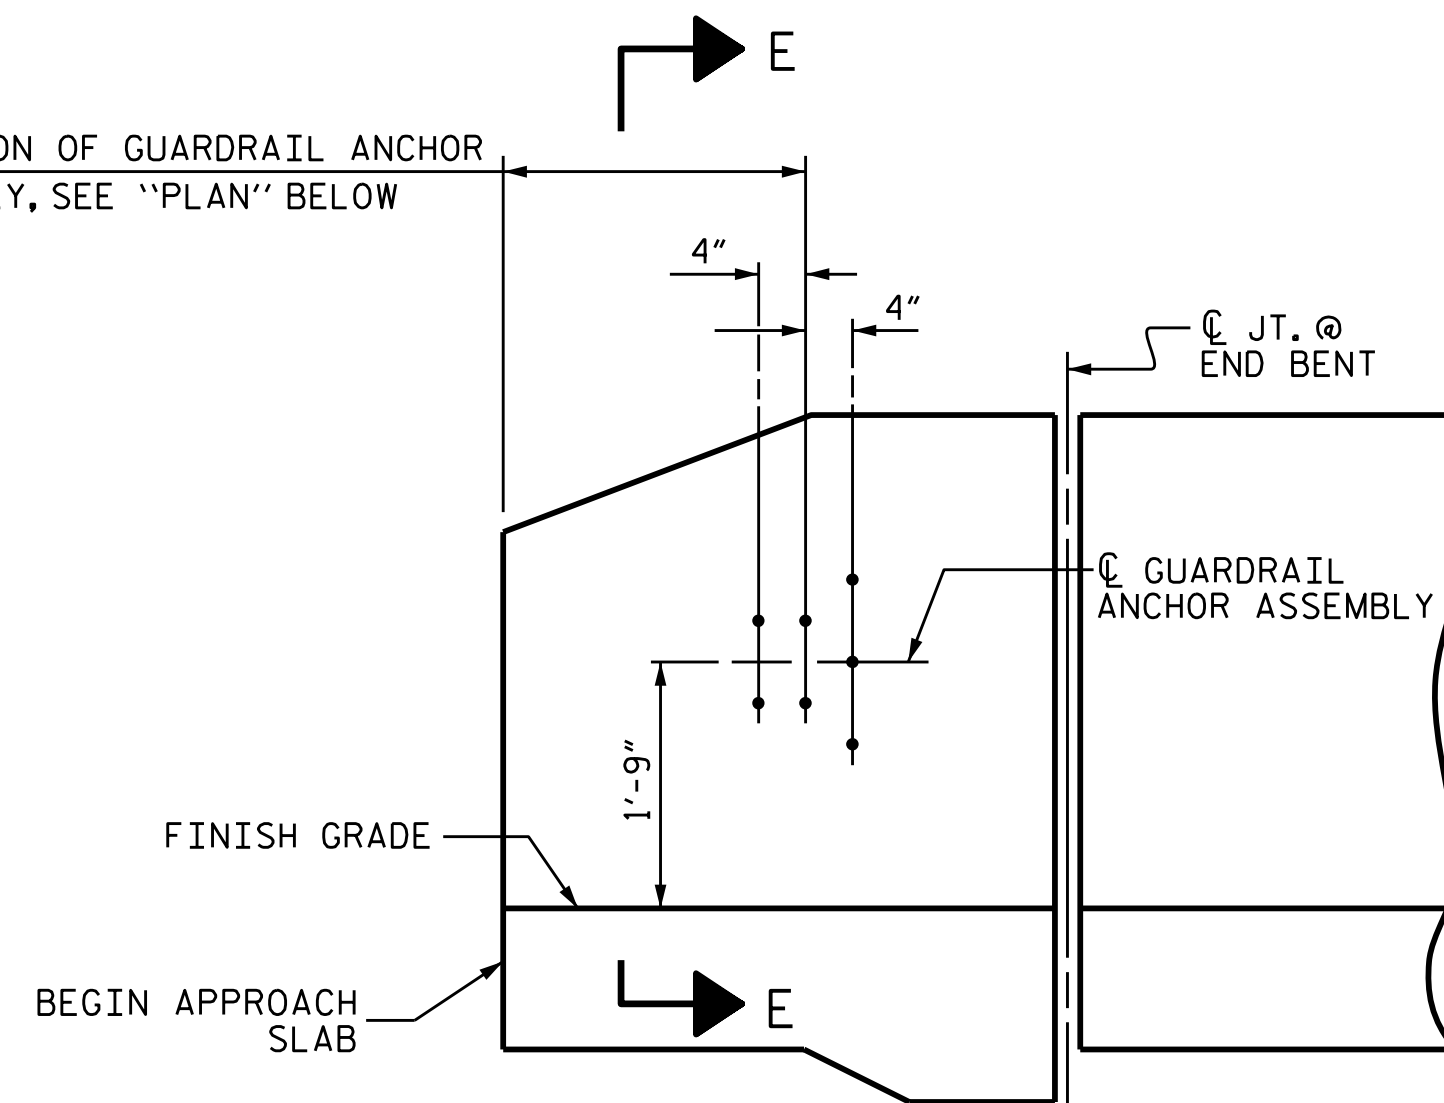 E
OF GUARDRAIL ANCHOR
SEE "PLAN" BELOW
4"
4"
℄ JT. @
END BENT
℄ GUARDRAIL
ANCHOR ASSEMBLY
1'-9"
FINISH GRADE
BEGIN APPROACH
SLAB
E